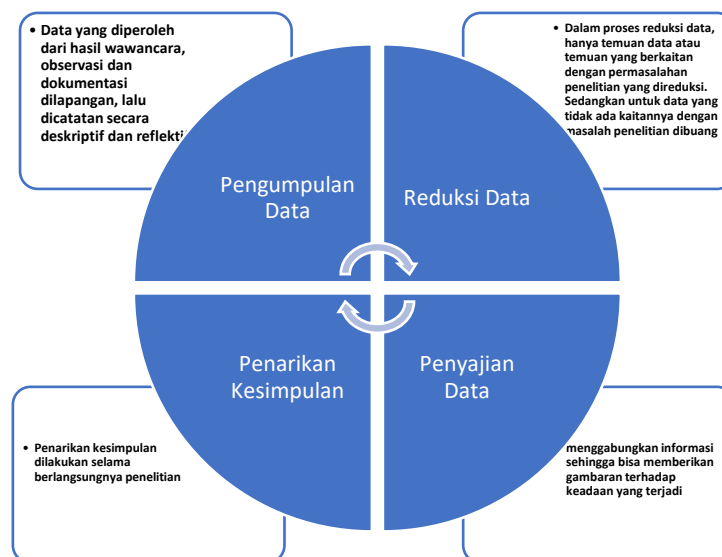 • Data yang diperoleh
dari hasil wawancara,
observasi dan
dokumentasi
dilapangan, lalu
dicatatan secara
deskriptif dan
• Dalam proses reduksi data,
hanya temuan data atau
temuan yang berkaitan
dengan permasalahan
penelitian yang direduksi.
Sedangkan untuk data yang
tidak ada kaitannya dengan
masalah penelitian dibuang
Pengumpulan
Data
Reduksi Data
Penarikan
Kesimpulan
Penyajian
Data
• Penarikan kesimpulan
dilakukan selama
berlangsungnya penelitian
menggabungkan informasi
sehingga bisa memberikan
gambaran terhadap
keadaan yang terjadi